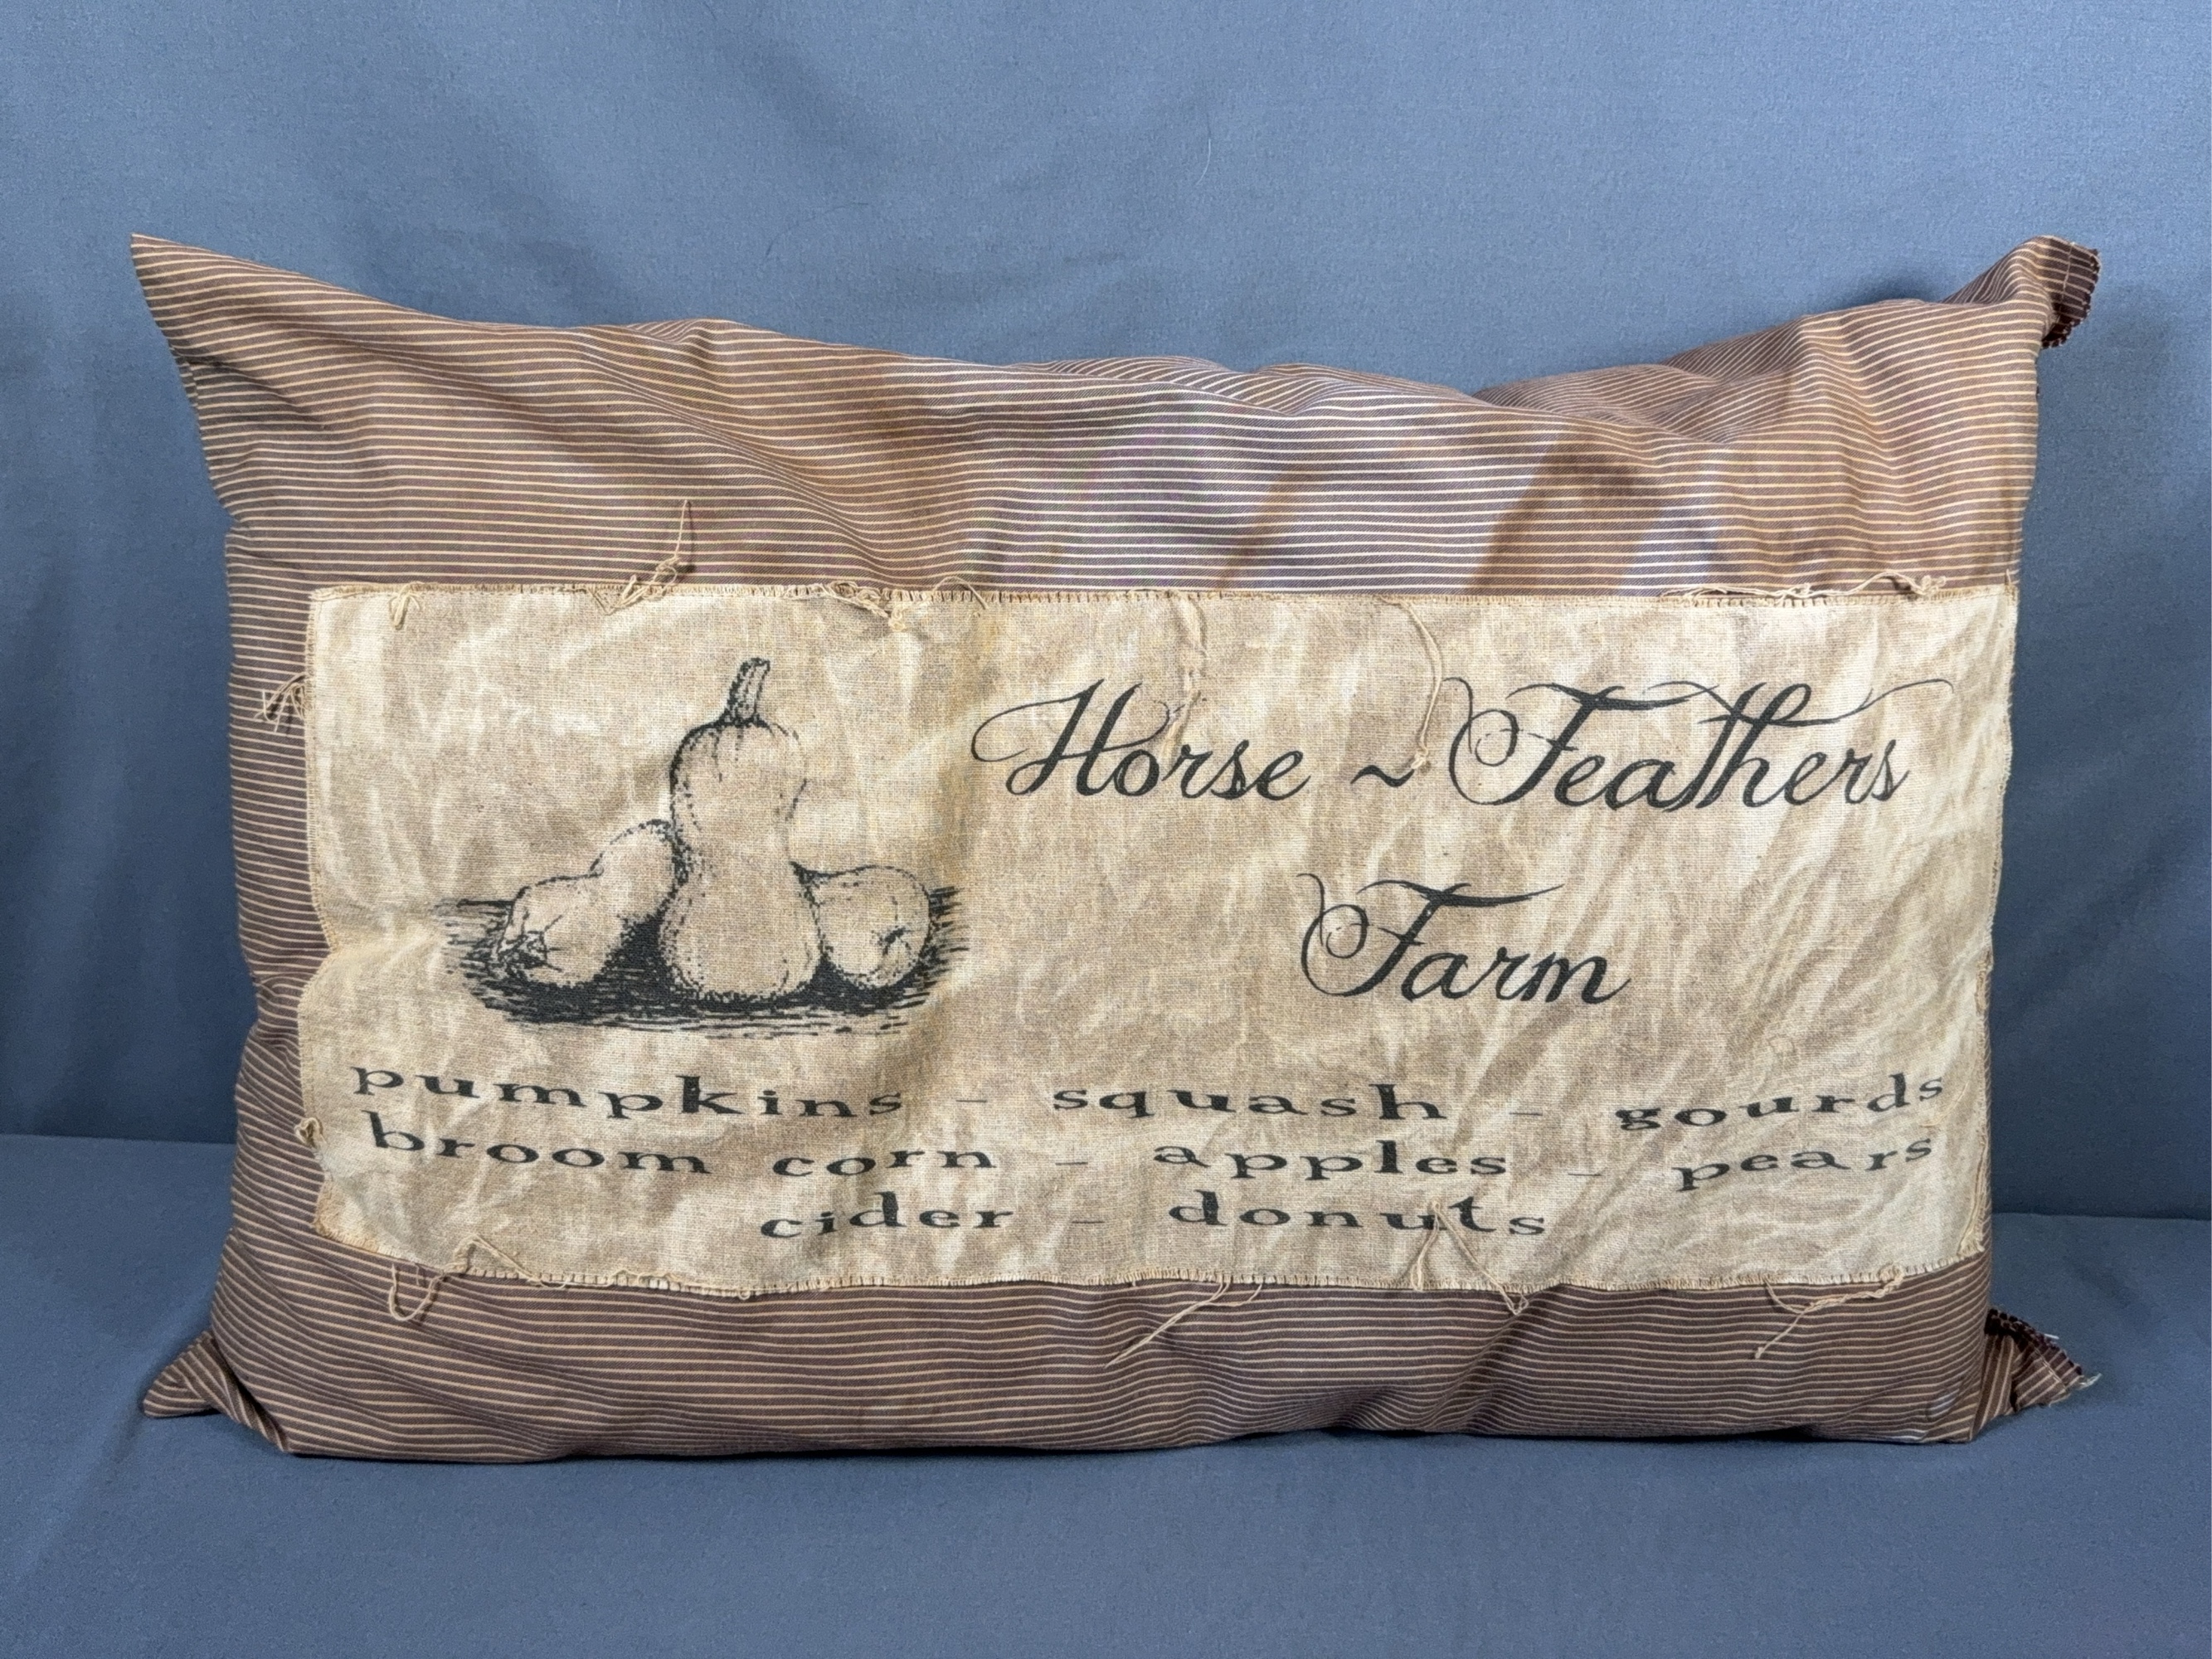 Horse ~ Feathers
Farm
pumpkins - squash - gourds
broom corn - apples - pears
cider - donuts